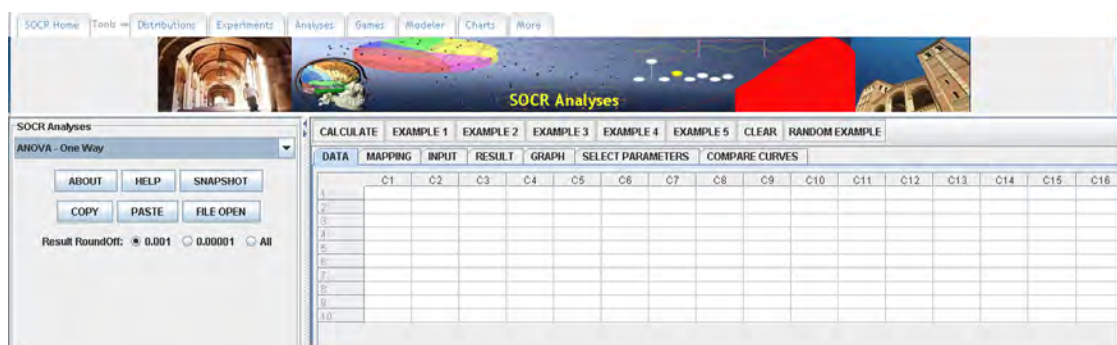 SOCR Home Tools ⇒ Distributions Experiments Analyses Games Modeler Charts More
SOCR Analyses
SOCR Analyses
ANOVA - One Way
ABOUT HELP SNAPSHOT
COPY PASTE FILE OPEN
Result RoundOff: 0.001 0.00001 All
CALCULATE EXAMPLE 1 EXAMPLE 2 EXAMPLE 3 EXAMPLE 4 EXAMPLE 5 CLEAR RANDOM EXAMPLE
DATA MAPPING INPUT RESULT GRAPH SELECT PARAMETERS COMPARE CURVES
C1 C2 C3 C4 C5 C6 C7 C8 C9 C10 C11 C12 C13 C14 C15 C16
1
2
3
4
5
6
7
8
9
10